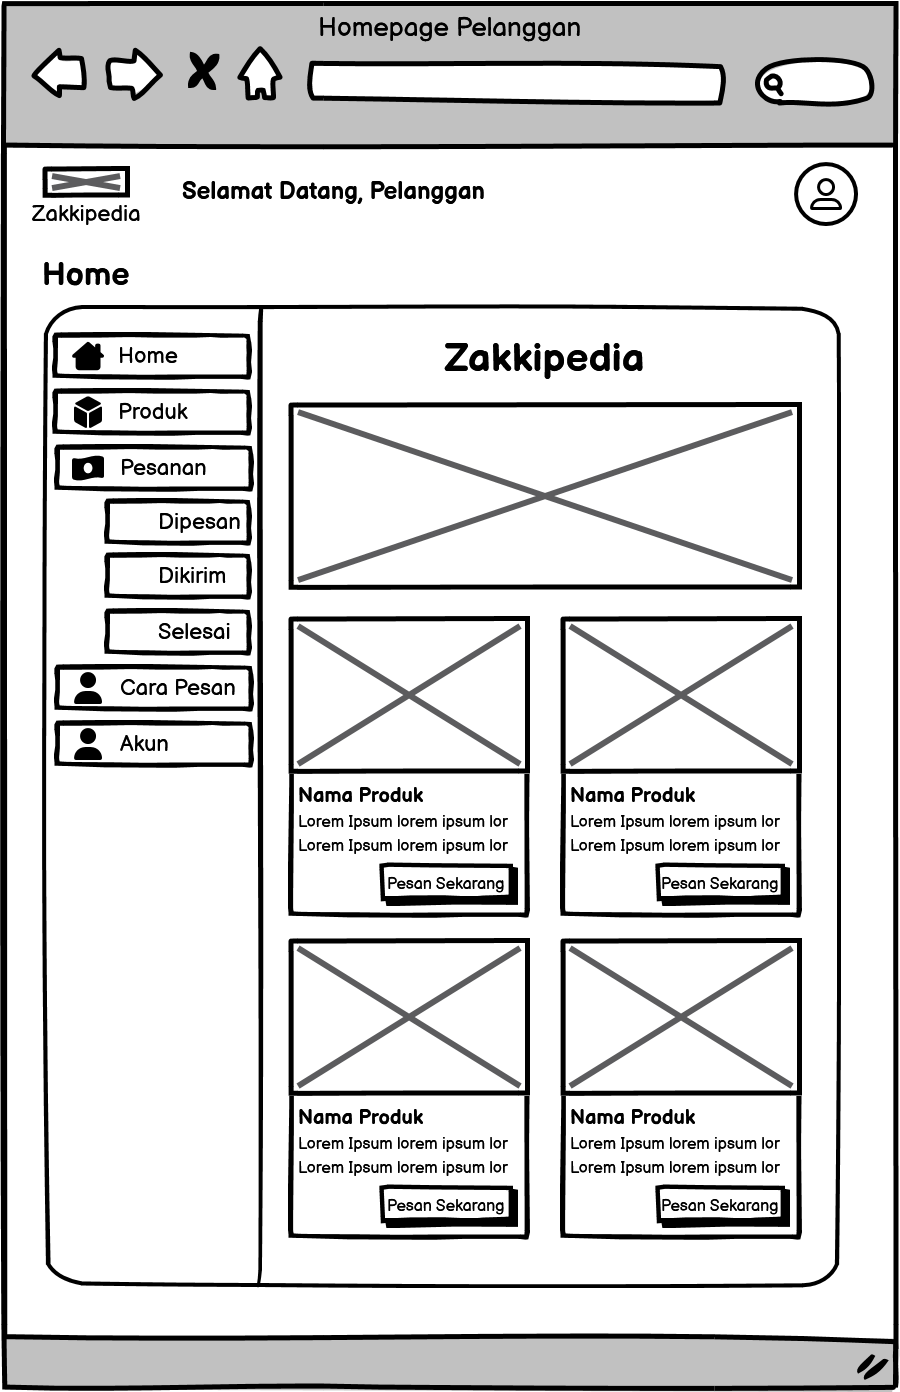 Homepage Pelanggan
Zakkipedia
Selamat Datang, Pelanggan
Home
Home
Produk
Pesanan
Dipesan
Dikirim
Selesai
Cara Pesan
Akun
Zakkipedia
Nama Produk
Lorem Ipsum lorem ipsum lor
Lorem Ipsum lorem ipsum lor
Pesan Sekarang
Nama Produk
Lorem Ipsum lorem ipsum lor
Lorem Ipsum lorem ipsum lor
Pesan Sekarang
Nama Produk
Lorem Ipsum lorem ipsum lor
Lorem Ipsum lorem ipsum lor
Pesan Sekarang
Nama Produk
Lorem Ipsum lorem ipsum lor
Lorem Ipsum lorem ipsum lor
Pesan Sekarang